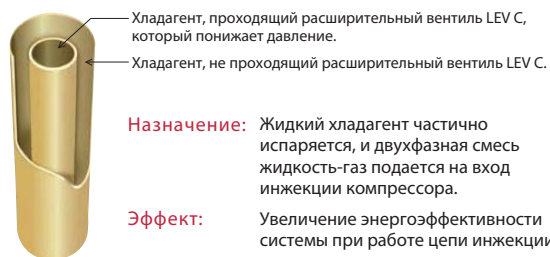 Хладагент, проходящий расширительный вентиль LEV C,
который понижает давление.
Хладагент, не проходящий расширительный вентиль LEV C.
Назначение: Жидкий хладагент частично
испаряется, и двухфазная смесь
жидкость-газ подается на вход
инжекции компрессора.
Эффект: Увеличение энергоэффективности
системы при работе цепи инжекции